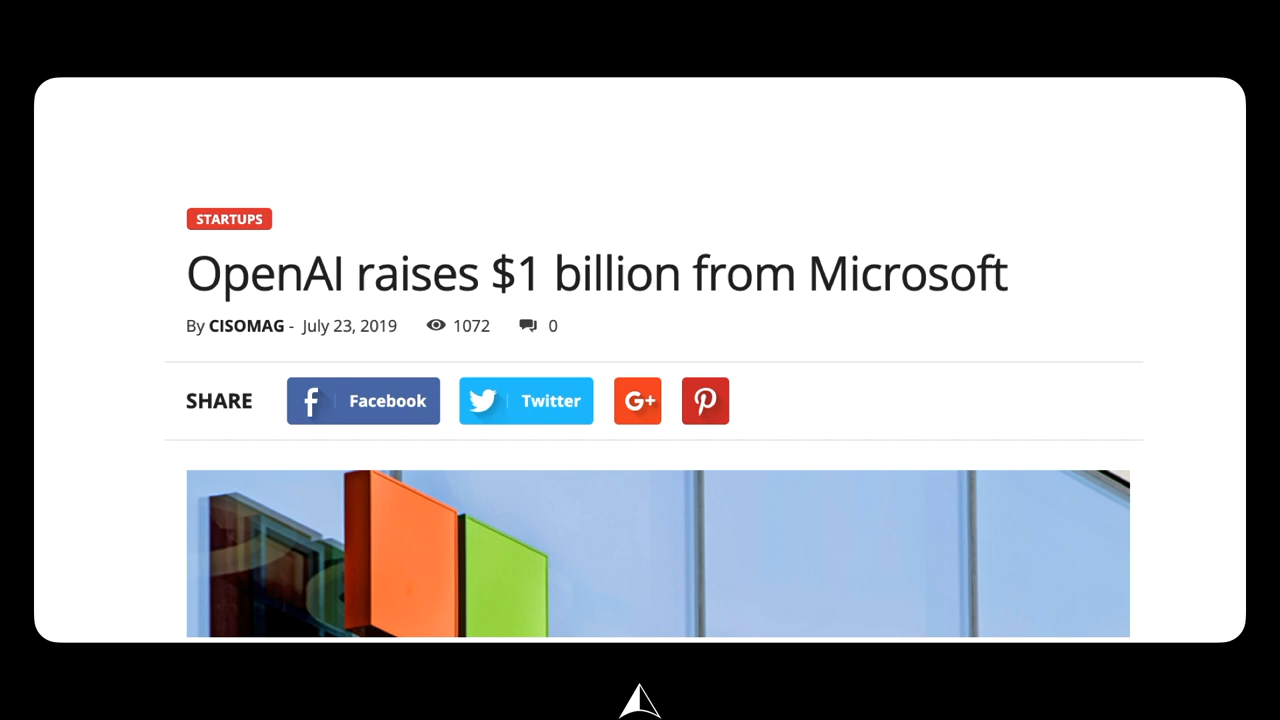 STARTUPS
OpenAI raises $1 billion from Microsoft
By CISOMAG - July 23, 2019 1072 0
SHARE Facebook Twitter G+